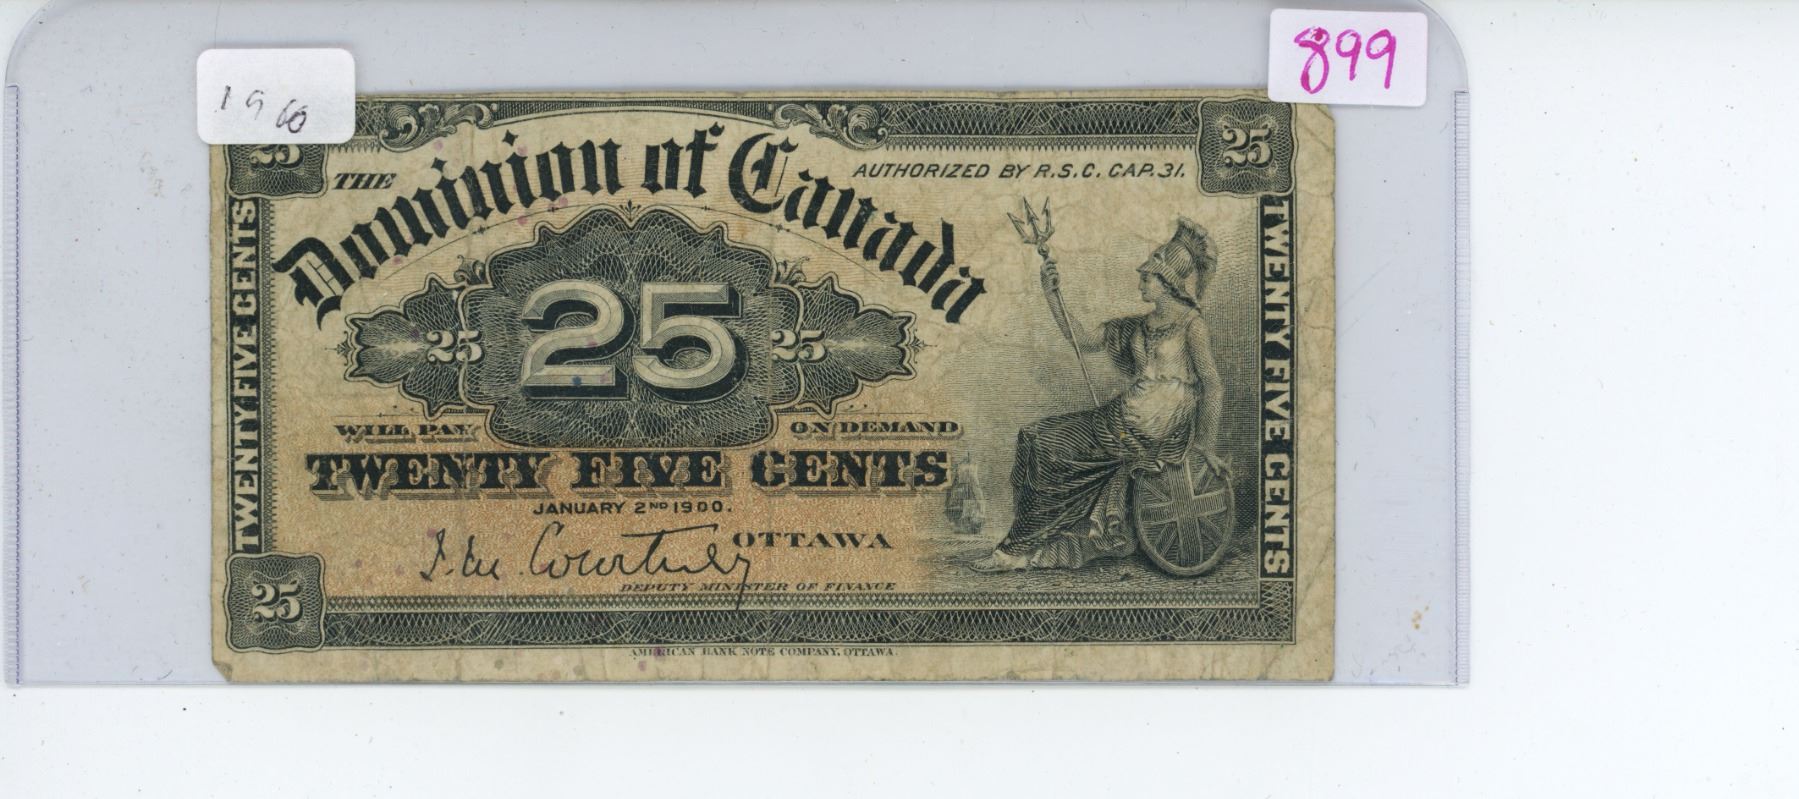 1960
899
25
25
THE
Dominion of Canada
AUTHORIZED BY R.S.C. CAP. 31.
TWENTY FIVE CENTS
25
25
25
TWENTY FIVE CENTS
WILL PAY
ON DEMAND
TWENTY FIVE CENTS
JANUARY 2ND 1900.
J. M. Courtney
OTTAWA
DEPUTY MINISTER OF FINANCE
25
AMERICAN BANK NOTE COMPANY, OTTAWA.